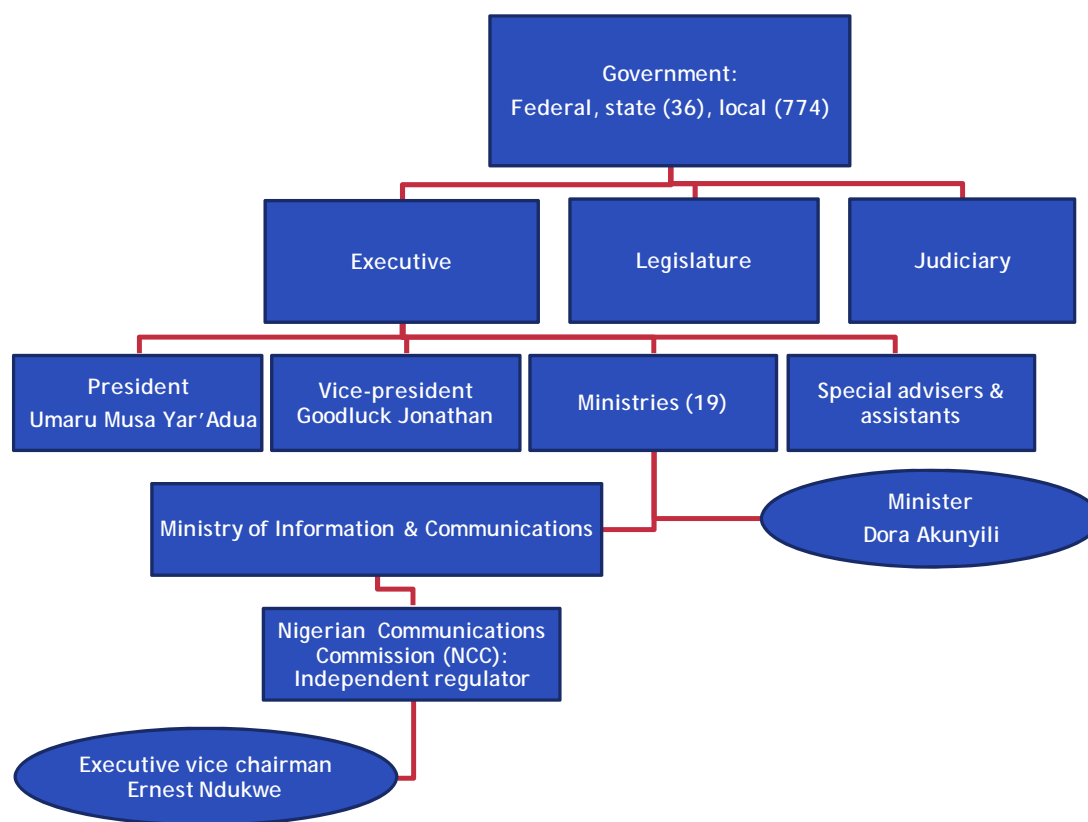 Government:
Federal, state (36), local (774)
Executive
Legislature
Judiciary
President
Umaru Musa Yar’Adua
Vice-president
Goodluck Jonathan
Ministries (19)
Special advisers &
assistants
Ministry of Information & Communications
Minister
Dora Akunyili
Nigerian Communications
Commission (NCC):
Independent regulator
Executive vice chairman
Ernest Ndukwe